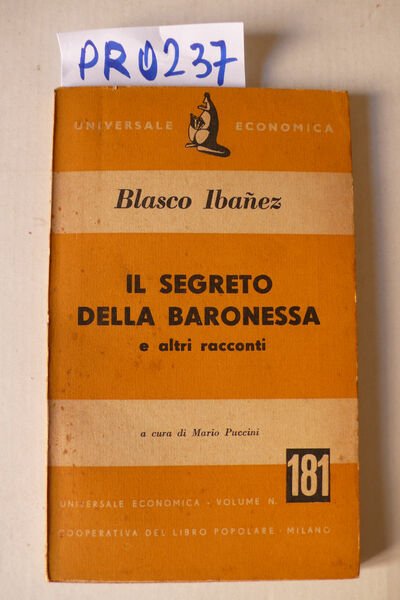 PR0237
UNIVERSALE ECONOMICA
Blasco Ibañez
IL SEGRETO
DELLA BARONESSA
e altri racconti
a cura di Mario Puccini
181
UNIVERSALE ECONOMICA · VOLUME N.
COOPERATIVA DEL LIBRO POPOLARE · MILANO